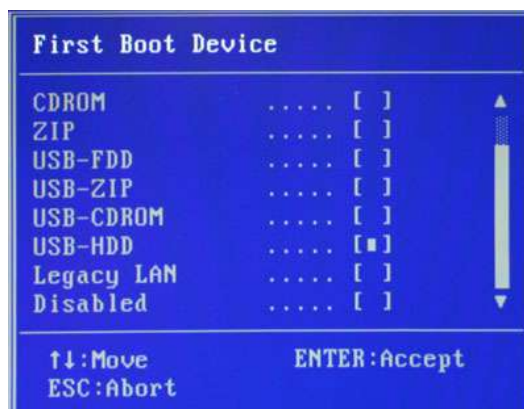 First Boot Device
CDROM ..... [ ]
ZIP ..... [ ]
USB-FDD ..... [ ]
USB-ZIP ..... [ ]
USB-CDROM ..... [ ]
USB-HDD ..... [■]
Legacy LAN ..... [ ]
Disabled ..... [ ]
↑↓:Move ENTER:Accept
ESC:Abort